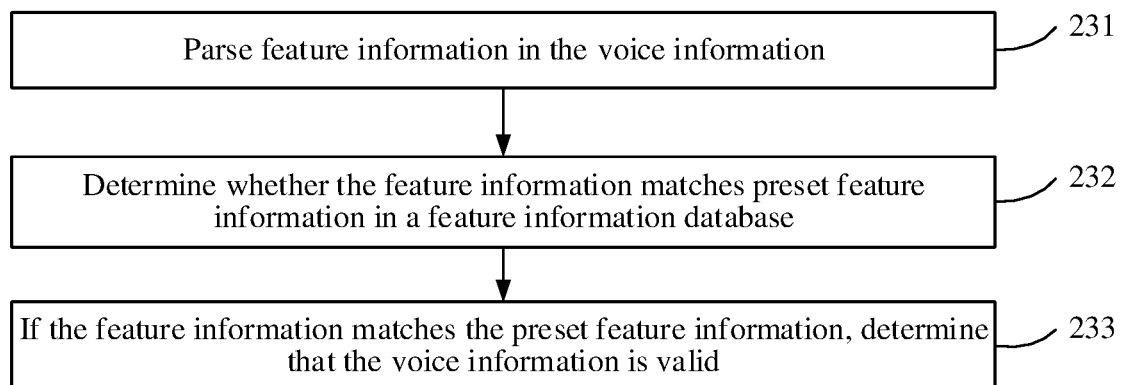 Parse feature information in the voice information
231
Determine whether the feature information matches preset feature
information in a feature information database
232
If the feature information matches the preset feature information, determine
that the voice information is valid
233